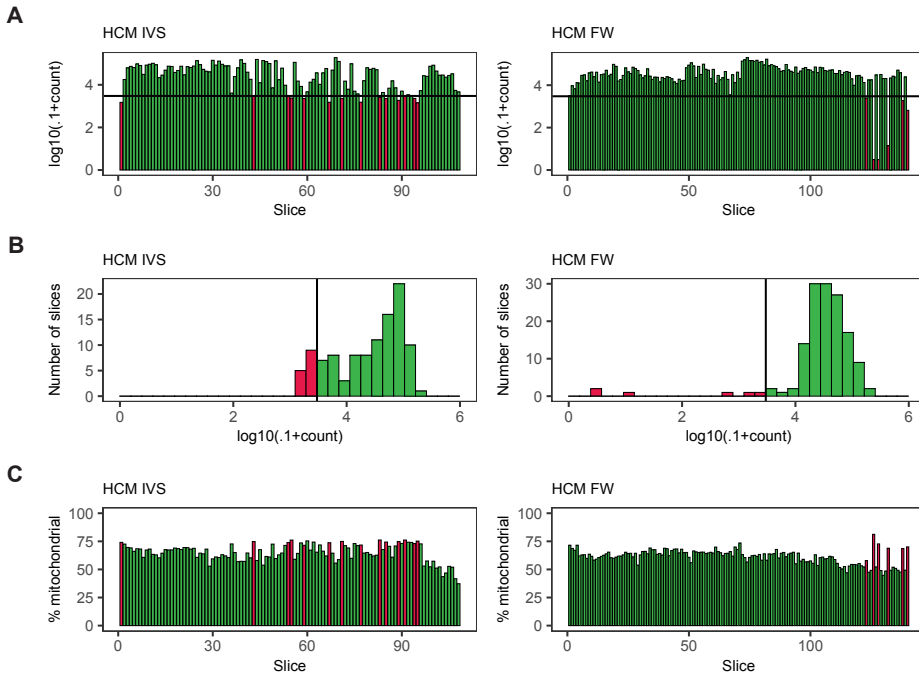 A
HCM IVS
HCM FW
log10(.1+count)
4
2
0
0 30 60 90
Slice
log10(.1+count)
4
2
0
0 50 100
Slice
B
HCM IVS
HCM FW
Number of slices
20
15
10
5
0
0 2 4 6
log10(.1+count)
Number of slices
30
20
10
0
0 2 4 6
log10(.1+count)
C
HCM IVS
HCM FW
% mitochondrial
100
75
50
25
0
0 30 60 90
Slice
% mitochondrial
100
75
50
25
0
0 50 100
Slice